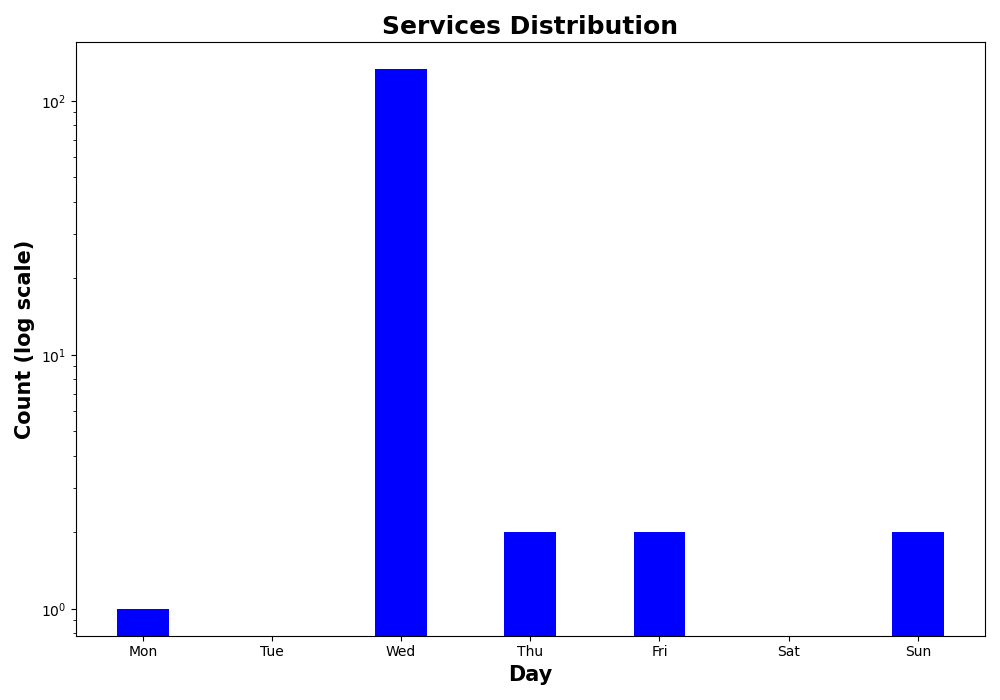 Services Distribution
Count (log scale)
10²
10¹
10⁰
Mon Tue Wed Thu Fri Sat Sun
Day